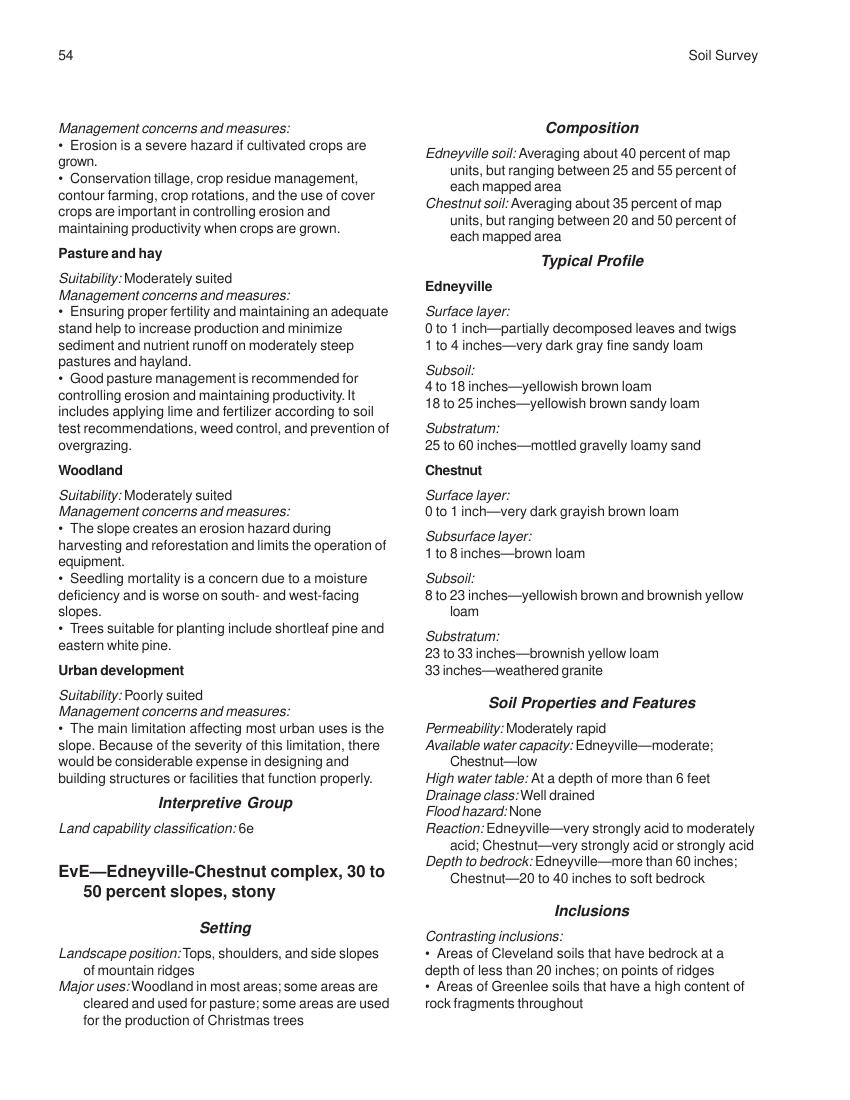 54
Soil Survey
Management concerns and measures:
• Erosion is a severe hazard if cultivated crops are
grown.
• Conservation tillage, crop residue management,
contour farming, crop rotations, and the use of cover
crops are important in controlling erosion and
maintaining productivity when crops are grown.
Pasture and hay
Suitability: Moderately suited
Management concerns and measures:
• Ensuring proper fertility and maintaining an adequate
stand help to increase production and minimize
sediment and nutrient runoff on moderately steep
pastures and hayland.
• Good pasture management is recommended for
controlling erosion and maintaining productivity. It
includes applying lime and fertilizer according to soil
test recommendations, weed control, and prevention of
overgrazing.
Woodland
Suitability: Moderately suited
Management concerns and measures:
• The slope creates an erosion hazard during
harvesting and reforestation and limits the operation of
equipment.
• Seedling mortality is a concern due to a moisture
deficiency and is worse on south- and west-facing
slopes.
• Trees suitable for planting include shortleaf pine and
eastern white pine.
Urban development
Suitability: Poorly suited
Management concerns and measures:
• The main limitation affecting most urban uses is the
slope. Because of the severity of this limitation, there
would be considerable expense in designing and
building structures or facilities that function properly.
Interpretive Group
Land capability classification: 6e
EvE—Edneyville-Chestnut complex, 30 to
50 percent slopes, stony
Setting
Landscape position: Tops, shoulders, and side slopes
of mountain ridges
Major uses: Woodland in most areas; some areas are
cleared and used for pasture; some areas are used
for the production of Christmas trees
Composition
Edneyville soil: Averaging about 40 percent of map
units, but ranging between 25 and 55 percent of
each mapped area
Chestnut soil: Averaging about 35 percent of map
units, but ranging between 20 and 50 percent of
each mapped area
Typical Profile
Edneyville
Surface layer:
0 to 1 inch—partially decomposed leaves and twigs
1 to 4 inches—very dark gray fine sandy loam
Subsoil:
4 to 18 inches—yellowish brown loam
18 to 25 inches—yellowish brown sandy loam
Substratum:
25 to 60 inches—mottled gravelly loamy sand
Chestnut
Surface layer:
0 to 1 inch—very dark grayish brown loam
Subsurface layer:
1 to 8 inches—brown loam
Subsoil:
8 to 23 inches—yellowish brown and brownish yellow
loam
Substratum:
23 to 33 inches—brownish yellow loam
33 inches—weathered granite
Soil Properties and Features
Permeability: Moderately rapid
Available water capacity: Edneyville—moderate;
Chestnut—low
High water table: At a depth of more than 6 feet
Drainage class: Well drained
Flood hazard: None
Reaction: Edneyville—very strongly acid to moderately
acid; Chestnut—very strongly acid or strongly acid
Depth to bedrock: Edneyville—more than 60 inches;
Chestnut—20 to 40 inches to soft bedrock
Inclusions
Contrasting inclusions:
• Areas of Cleveland soils that have bedrock at a
depth of less than 20 inches; on points of ridges
• Areas of Greenlee soils that have a high content of
rock fragments throughout